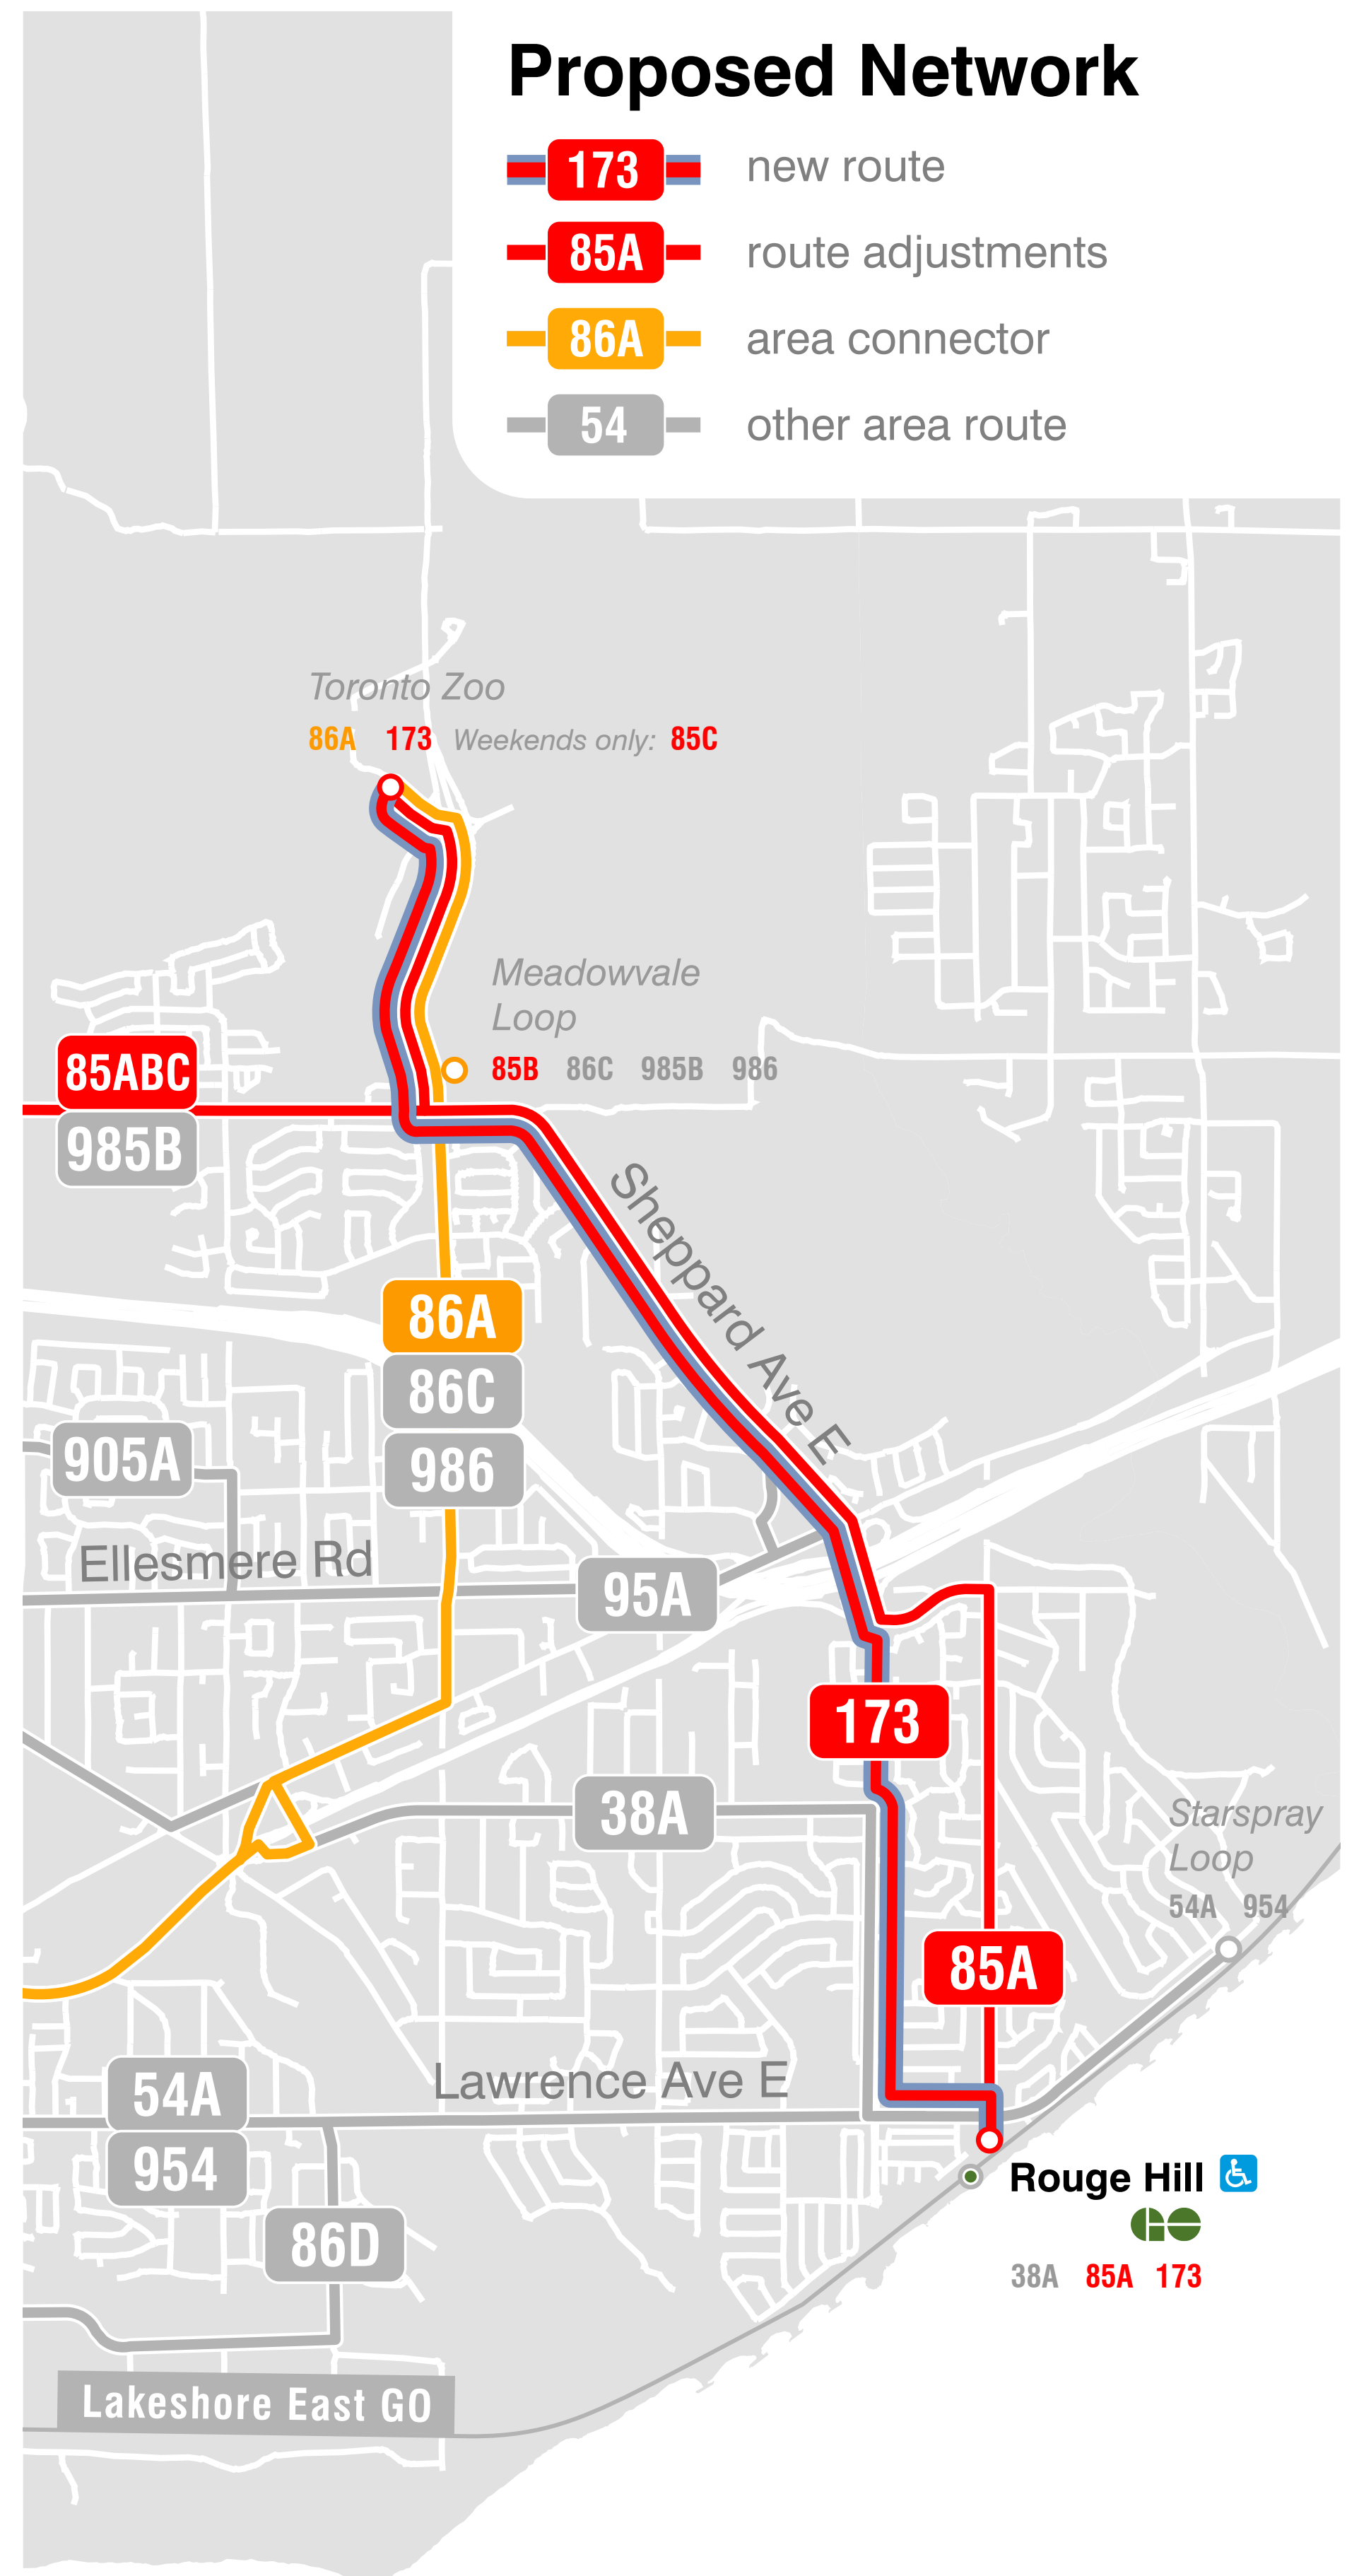 Proposed Network
173 new route
85A route adjustments
86A area connector
54 other area route
Toronto Zoo
86A 173 Weekends only: 85C
Meadowvale
Loop
85B 86C 985B 986
85ABC
985B
Sheppard Ave E
86A
86C
986
905A
Ellesmere Rd
95A
173
38A
Starspray
Loop
54A 954
85A
Lawrence Ave E
54A
954
Rouge Hill
GO
38A 85A 173
86D
Lakeshore East GO